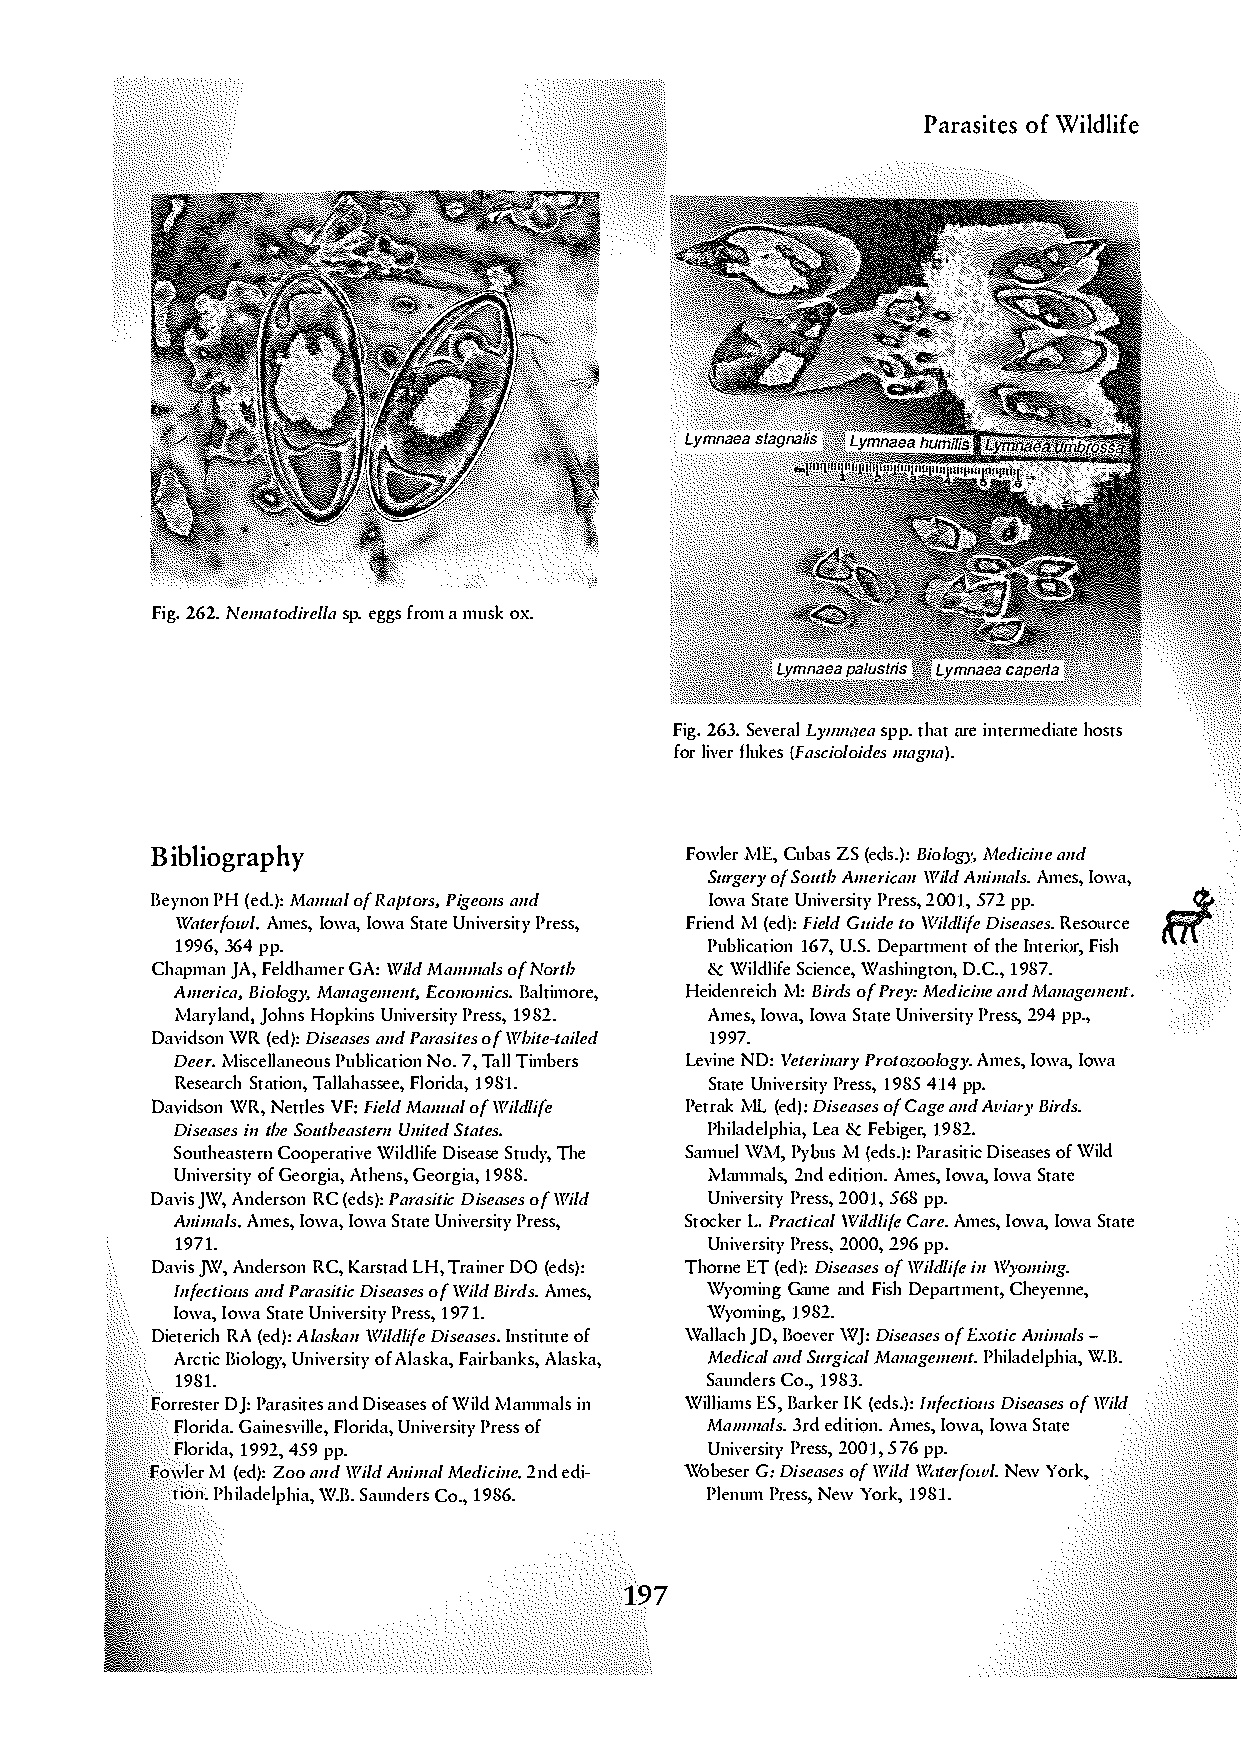 Parasites of Wildlife
Fig. 262. Nematodirella sp. eggs from a musk ox.
Lymnaea stagnalis
Lymnaea humilis
Lymnaea umbrossa
Lymnaea palustris
Lymnaea caperta
Fig. 263. Several Lymnaea spp. that are intermediate hosts
for liver flukes (Fascioloides magna).
Bibliography
Beynon PH (ed.): Manual of Raptors, Pigeons and
Waterfowl. Ames, Iowa, Iowa State University Press,
1996, 364 pp.
Chapman JA, Feldhamer GA: Wild Mammals of North
America, Biology, Management, Economics. Baltimore,
Maryland, Johns Hopkins University Press, 1982.
Davidson WR (ed): Diseases and Parasites of White-tailed
Deer. Miscellaneous Publication No. 7, Tall Timbers
Research Station, Tallahassee, Florida, 1981.
Davidson WR, Nettles VF: Field Manual of Wildlife
Diseases in the Southeastern United States.
Southeastern Cooperative Wildlife Disease Study, The
University of Georgia, Athens, Georgia, 1988.
Davis JW, Anderson RC (eds): Parasitic Diseases of Wild
Animals. Ames, Iowa, Iowa State University Press,
1971.
Davis JW, Anderson RC, Karstad LH, Trainer DO (eds):
Infectious and Parasitic Diseases of Wild Birds. Ames,
Iowa, Iowa State University Press, 1971.
Dieterich RA (ed): Alaskan Wildlife Diseases. Institute of
Arctic Biology, University of Alaska, Fairbanks, Alaska,
1981.
Forrester DJ: Parasites and Diseases of Wild Mammals in
Florida. Gainesville, Florida, University Press of
Florida, 1992, 459 pp.
Fowler M (ed): Zoo and Wild Animal Medicine. 2nd edi-
tion. Philadelphia, W.B. Saunders Co., 1986.
Fowler ME, Cubas ZS (eds.): Biology, Medicine and
Surgery of South American Wild Animals. Ames, Iowa,
Iowa State University Press, 2001, 572 pp.
Friend M (ed): Field Guide to Wildlife Diseases. Resource
Publication 167, U.S. Department of the Interior, Fish
& Wildlife Science, Washington, D.C., 1987.
Heidenreich M: Birds of Prey: Medicine and Management.
Ames, Iowa, Iowa State University Press, 294 pp.,
1997.
Levine ND: Veterinary Protozoology. Ames, Iowa, Iowa
State University Press, 1985 414 pp.
Petrak ML (ed): Diseases of Cage and Aviary Birds.
Philadelphia, Lea & Febiger, 1982.
Samuel WM, Pybus M (eds.): Parasitic Diseases of Wild
Mammals, 2nd edition. Ames, Iowa, Iowa State
University Press, 2001, 568 pp.
Stocker L. Practical Wildlife Care. Ames, Iowa, Iowa State
University Press, 2000, 296 pp.
Thorne ET (ed): Diseases of Wildlife in Wyoming.
Wyoming Game and Fish Department, Cheyenne,
Wyoming, 1982.
Wallach JD, Boever WJ: Diseases of Exotic Animals –
Medical and Surgical Management. Philadelphia, W.B.
Saunders Co., 1983.
Williams ES, Barker IK (eds.): Infectious Diseases of Wild
Mammals. 3rd edition. Ames, Iowa, Iowa State
University Press, 2001, 576 pp.
Wobeser G: Diseases of Wild Waterfowl. New York,
Plenum Press, New York, 1981.
197